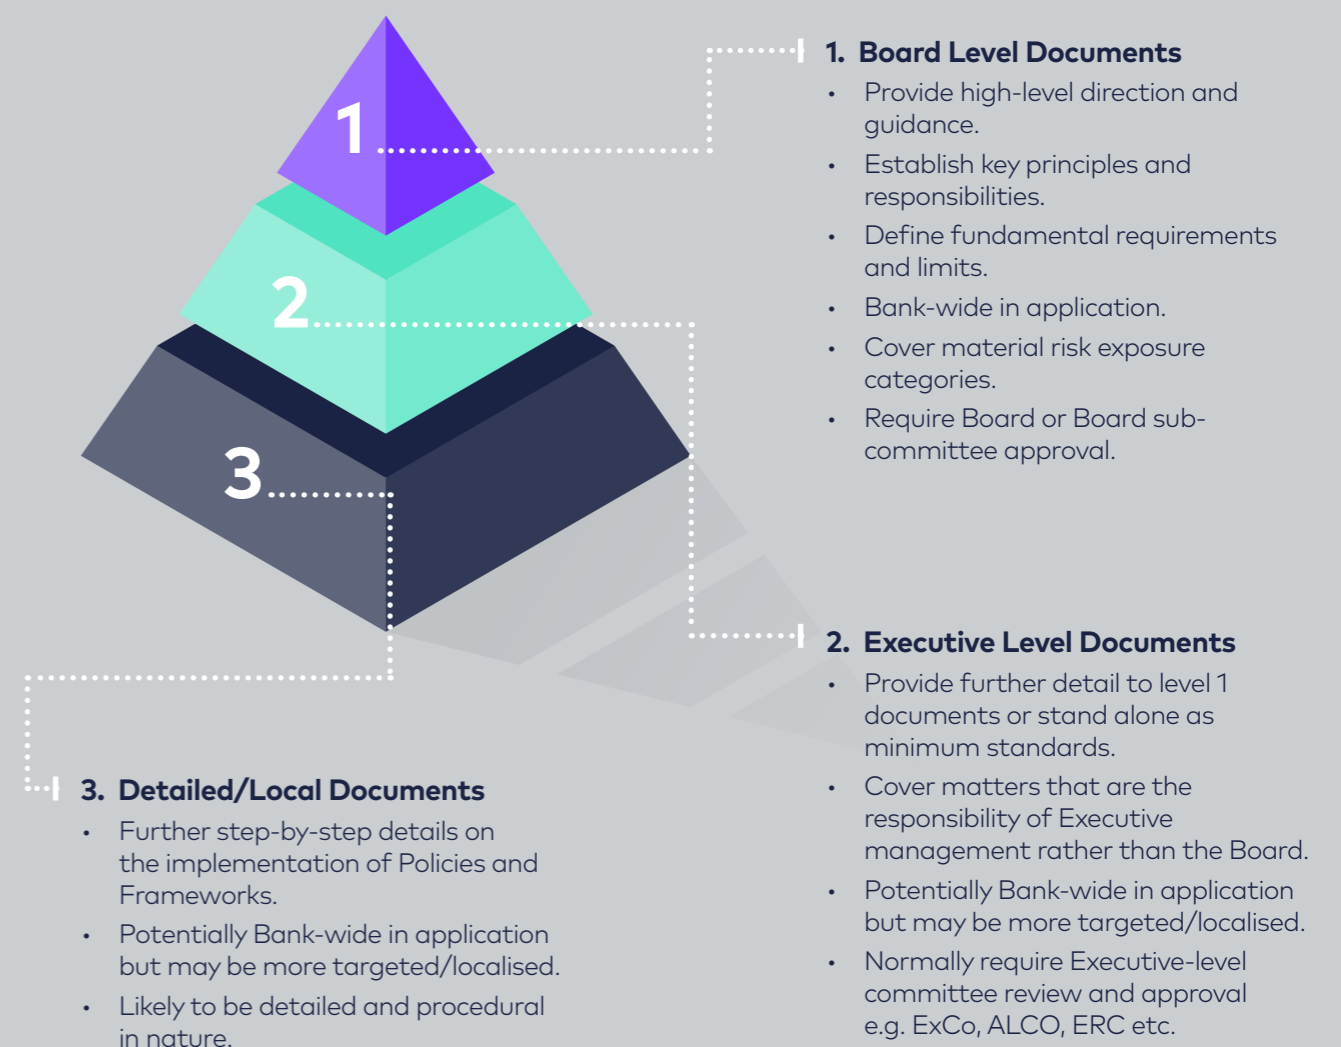 1
2
3
1. Board Level Documents
• Provide high-level direction and
guidance.
• Establish key principles and
responsibilities.
• Define fundamental requirements
and limits.
• Bank-wide in application.
• Cover material risk exposure
categories.
• Require Board or Board sub-
committee approval.
2. Executive Level Documents
• Provide further detail to level 1
documents or stand alone as
minimum standards.
• Cover matters that are the
responsibility of Executive
management rather than the Board.
• Potentially Bank-wide in application
but may be more targeted/localised.
• Normally require Executive-level
committee review and approval
e.g. ExCo, ALCO, ERC etc.
3. Detailed/Local Documents
• Further step-by-step details on
the implementation of Policies and
Frameworks.
• Potentially Bank-wide in application
but may be more targeted/localised.
• Likely to be detailed and procedural
in nature.